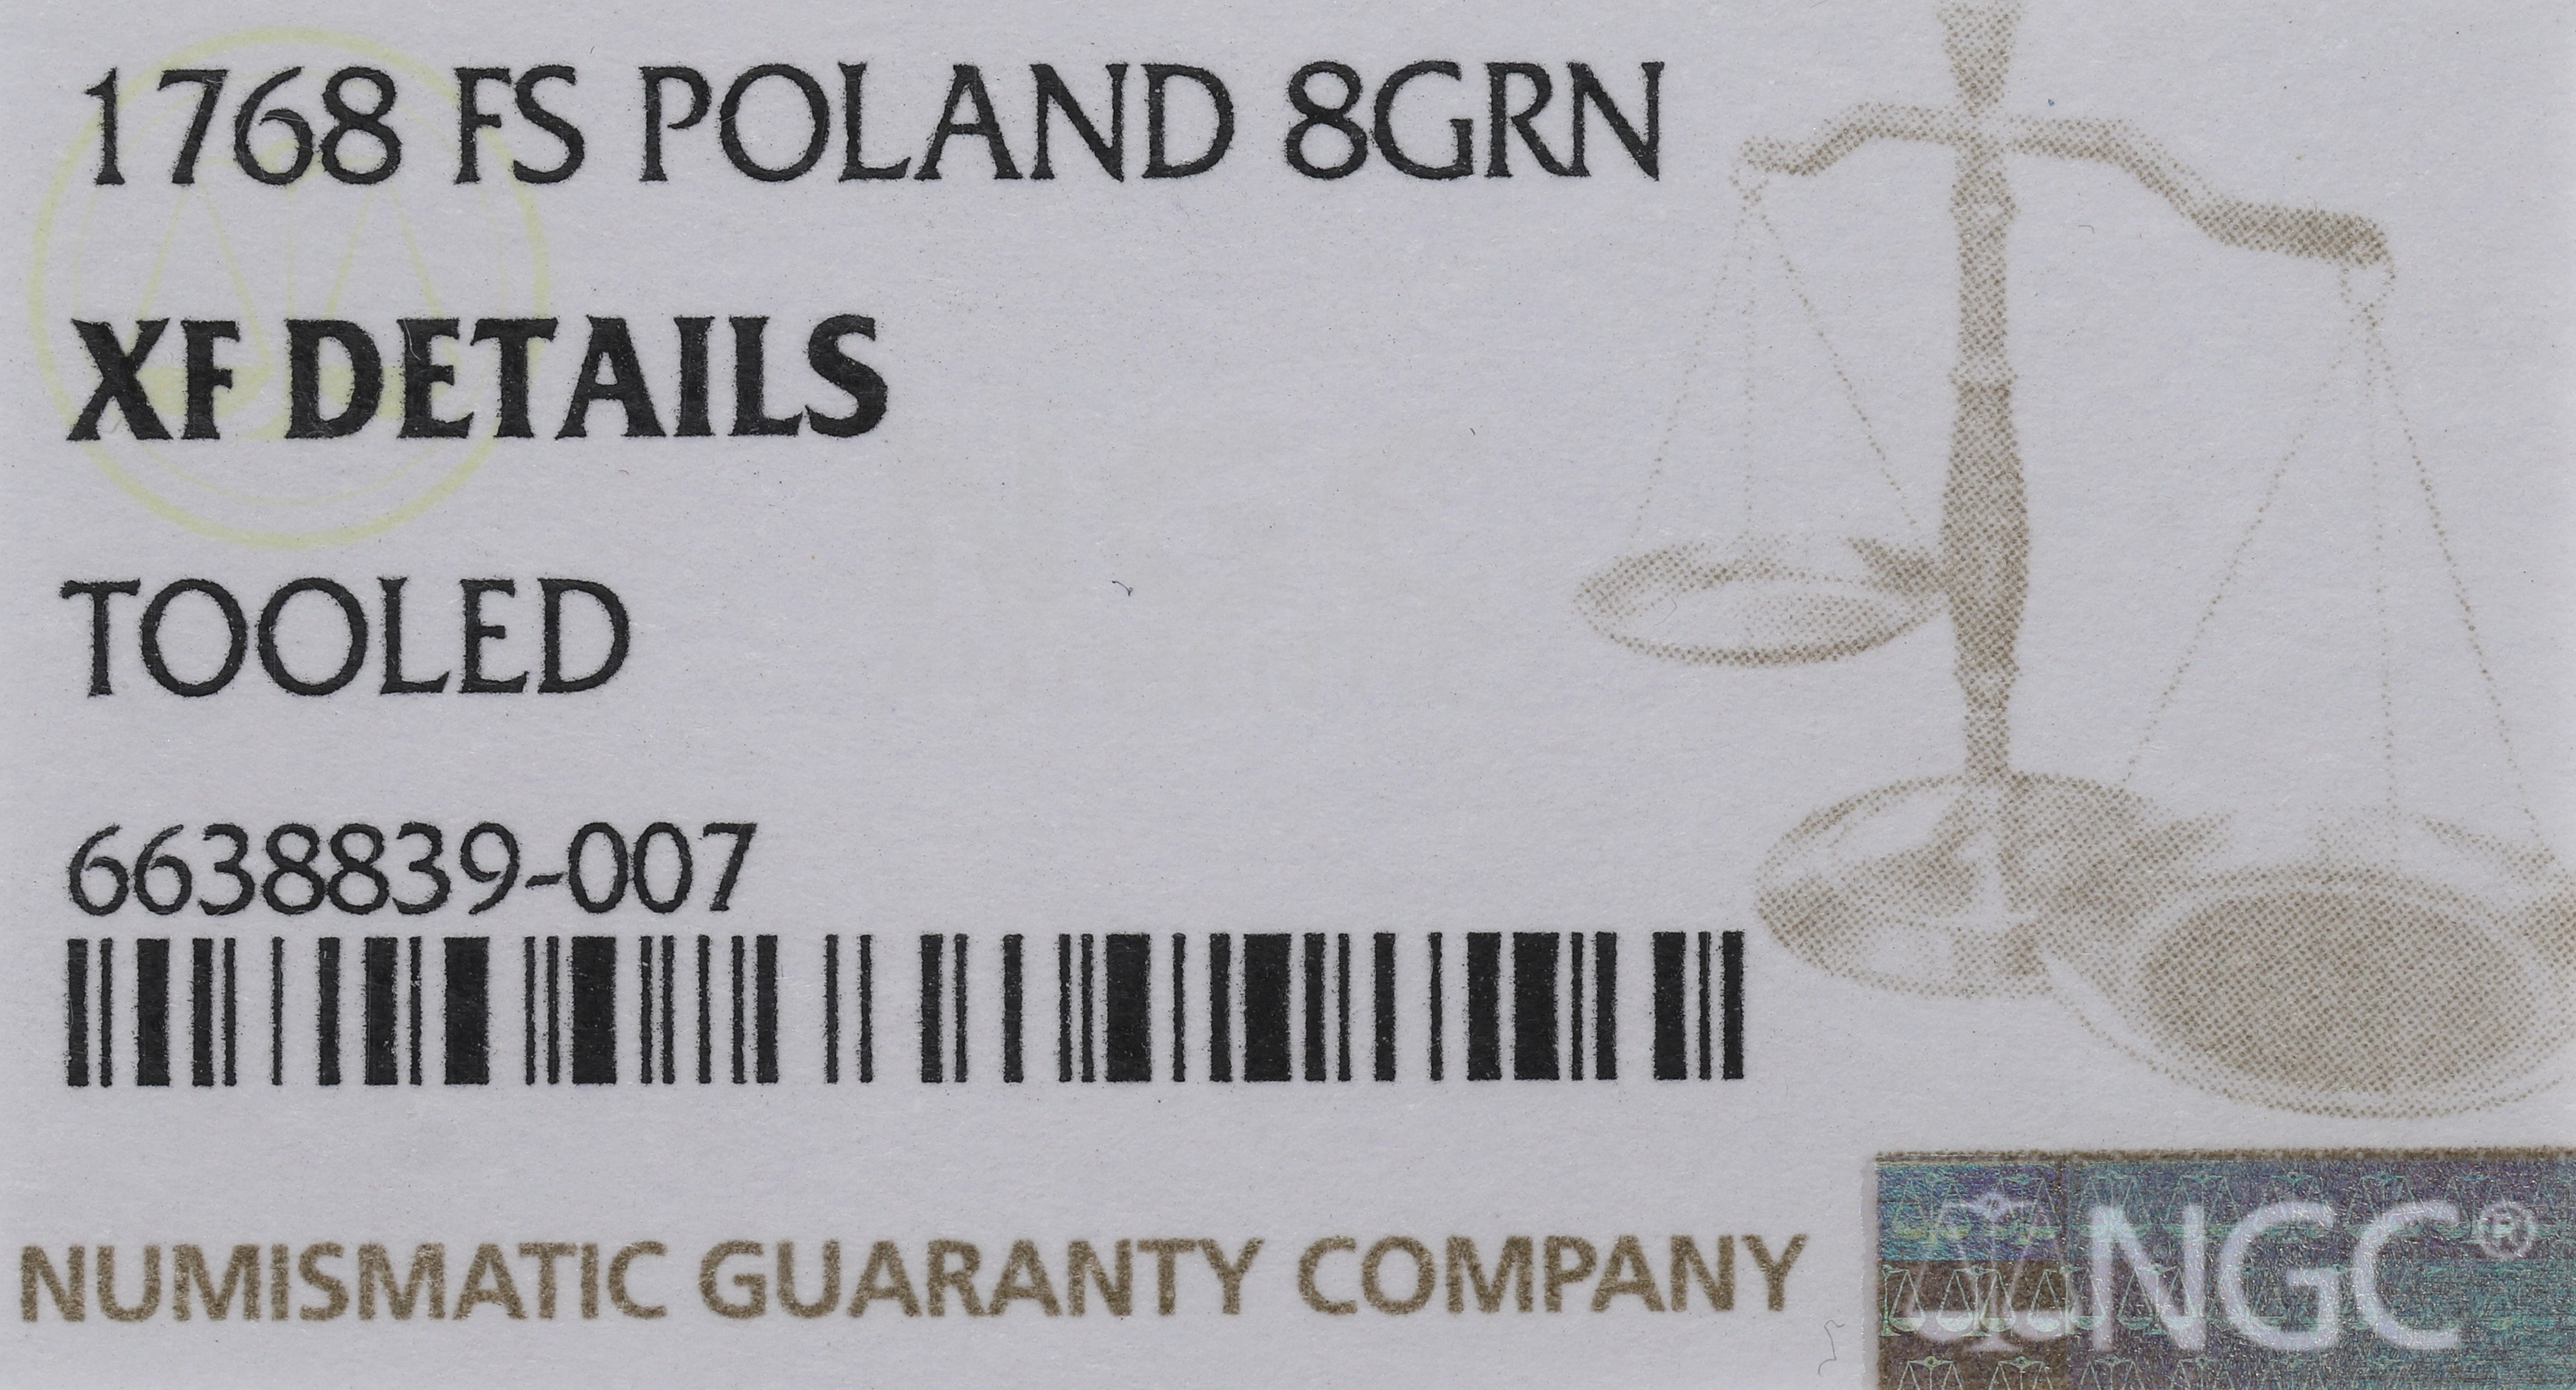 1768 FS POLAND 8GRN
XF DETAILS
TOOLED
6638839-007
NUMISMATIC GUARANTY COMPANY
NGC®